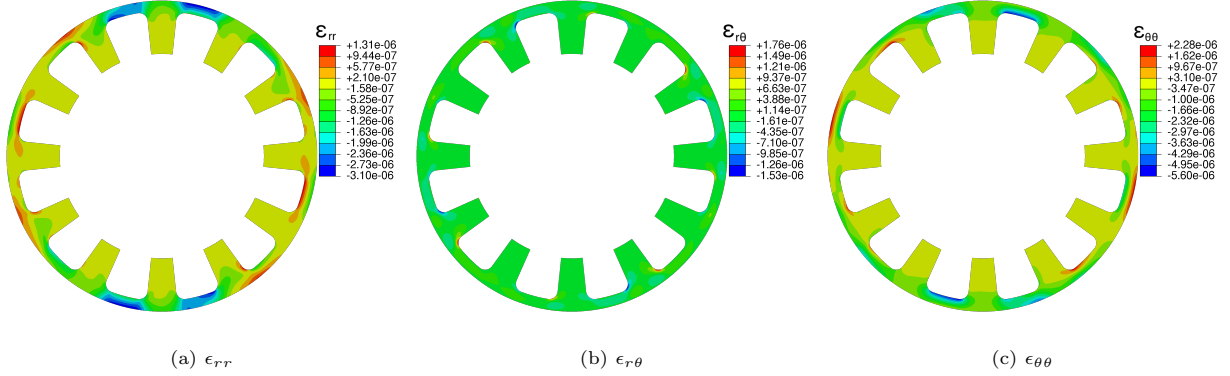 εrr
+1.31e-06
+9.44e-07
+5.77e-07
+2.10e-07
-1.58e-07
-5.25e-07
-8.92e-07
-1.26e-06
-1.63e-06
-1.99e-06
-2.36e-06
-2.73e-06
-3.10e-06
εrθ
+1.76e-06
+1.49e-06
+1.21e-06
+9.37e-07
+6.63e-07
+3.88e-07
+1.14e-07
-1.61e-07
-4.35e-07
-7.10e-07
-9.85e-07
-1.26e-06
-1.53e-06
εθθ
+2.28e-06
+1.62e-06
+9.67e-07
+3.10e-07
-3.47e-07
-1.00e-06
-1.66e-06
-2.32e-06
-2.97e-06
-3.63e-06
-4.29e-06
-4.95e-06
-5.60e-06
(a) ϵrr
(b) ϵrθ
(c) ϵθθ